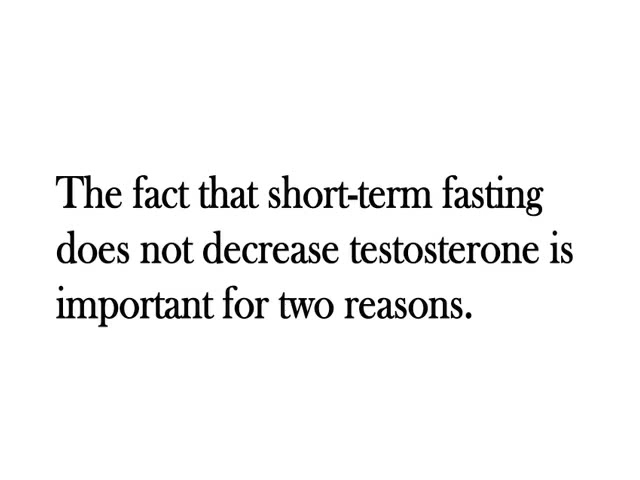 The fact that short-term fasting
does not decrease testosterone is
important for two reasons.